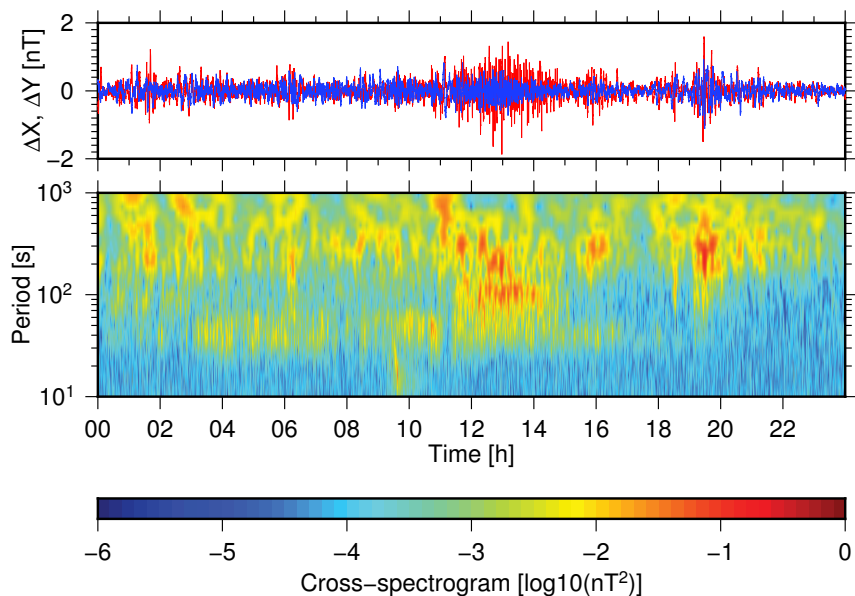 2
0
−2
ΔX, ΔY [nT]
10³
10²
10¹
Period [s]
00 02 04 06 08 10 12 14 16 18 20 22
Time [h]
−6 −5 −4 −3 −2 −1 0
Cross−spectrogram [log10(nT²)]